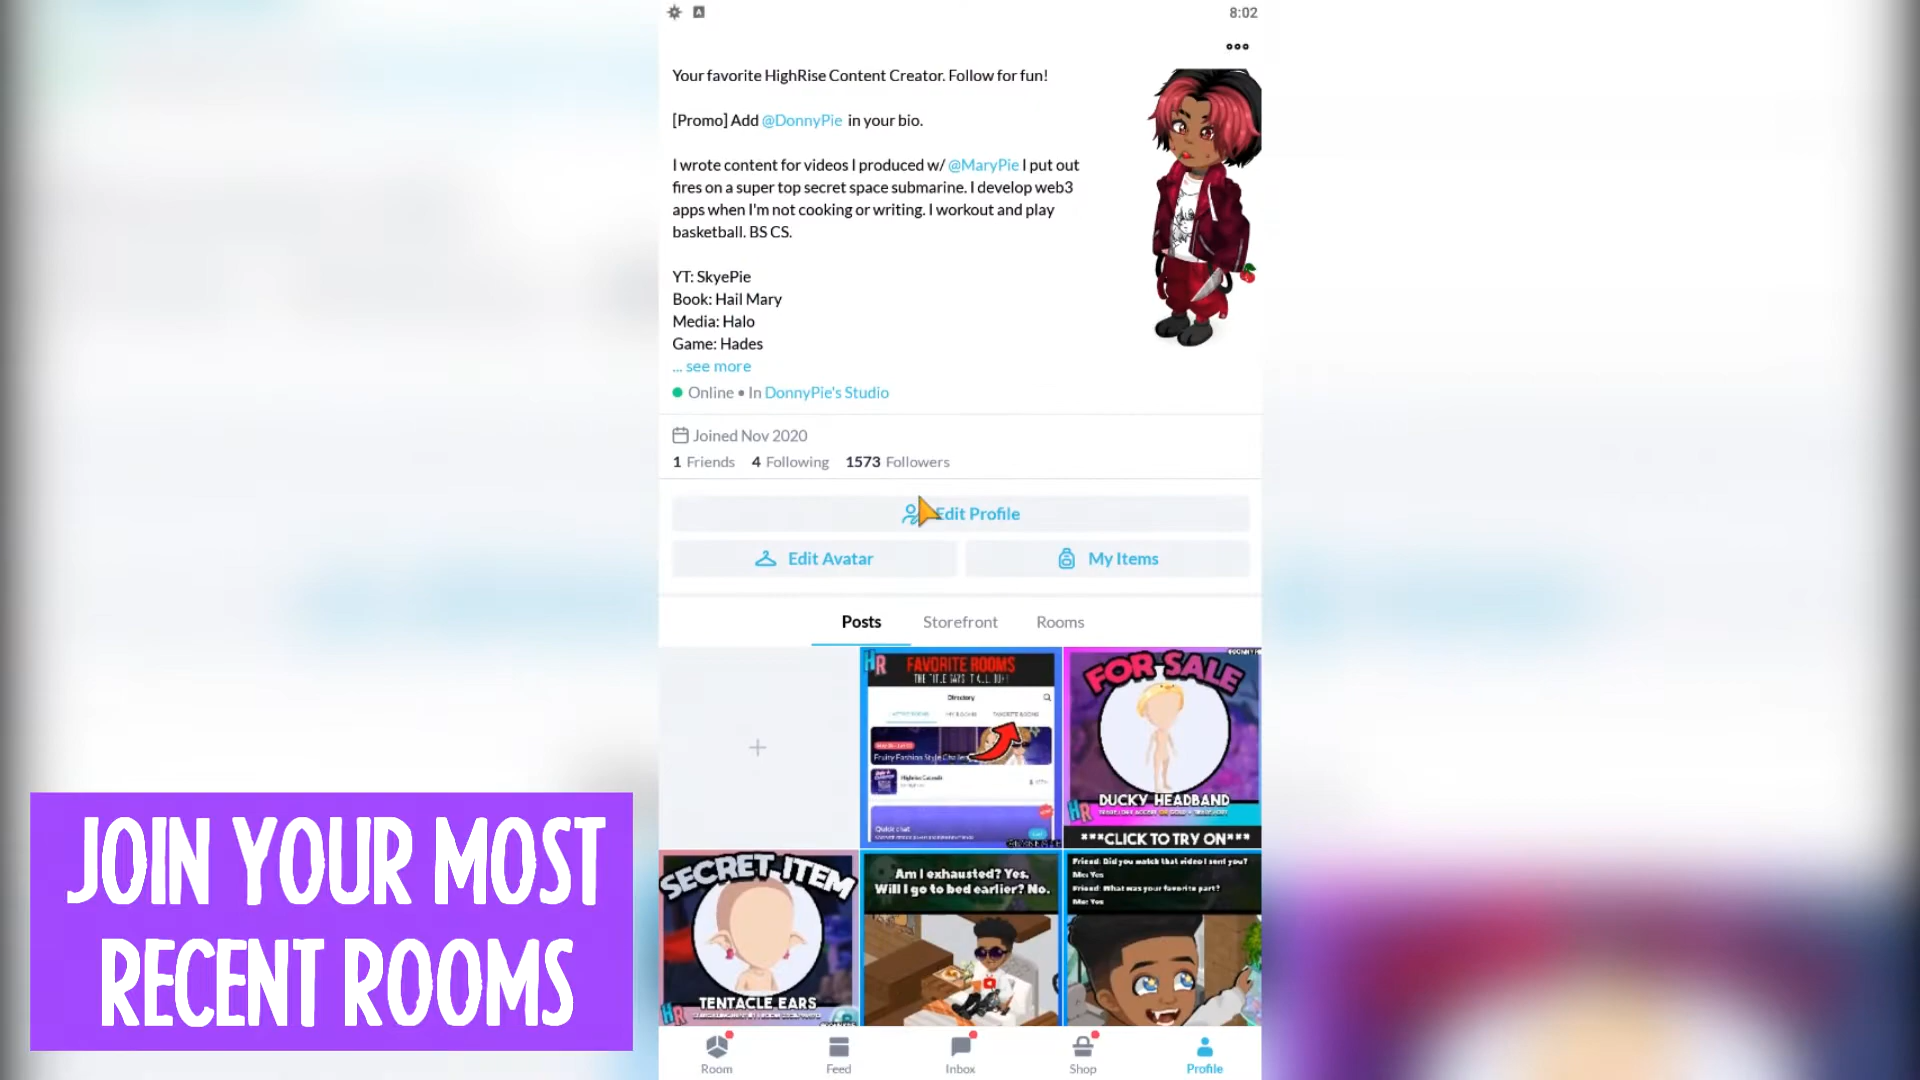 A
8:02
Your favorite HighRise Content Creator. Follow for fun!
[Promo] Add @DonnyPie in your bio.
I wrote content for videos I produced w/ @MaryPie I put out
fires on a super top secret space submarine. I develop web3
apps when I'm not cooking or writing. I workout and play
basketball. BS CS.
YT: SkyePie
Book: Hail Mary
Media: Halo
Game: Hades
... see more
Online • In DonnyPie's Studio
Joined Nov 2020
1 Friends 4 Following 1573 Followers
Edit Profile
Edit Avatar
My Items
Posts
Storefront
Rooms
HR
FAVORITE ROOMS
Directory
Quick chat
FOR SALE
DUCKY HEADBAND
HR
***CLICK TO TRY ON***
SECRET ITEM
TENTACLE EARS
HR
Am I exhausted? Yes.
Will I go to bed earlier? No.
Friend: Did you watch that video I sent you?
Me: Yes
Friend: What was your favorite part?
Me: Yes
JOIN YOUR MOST
RECENT ROOMS
Room
Feed
Inbox
Shop
Profile